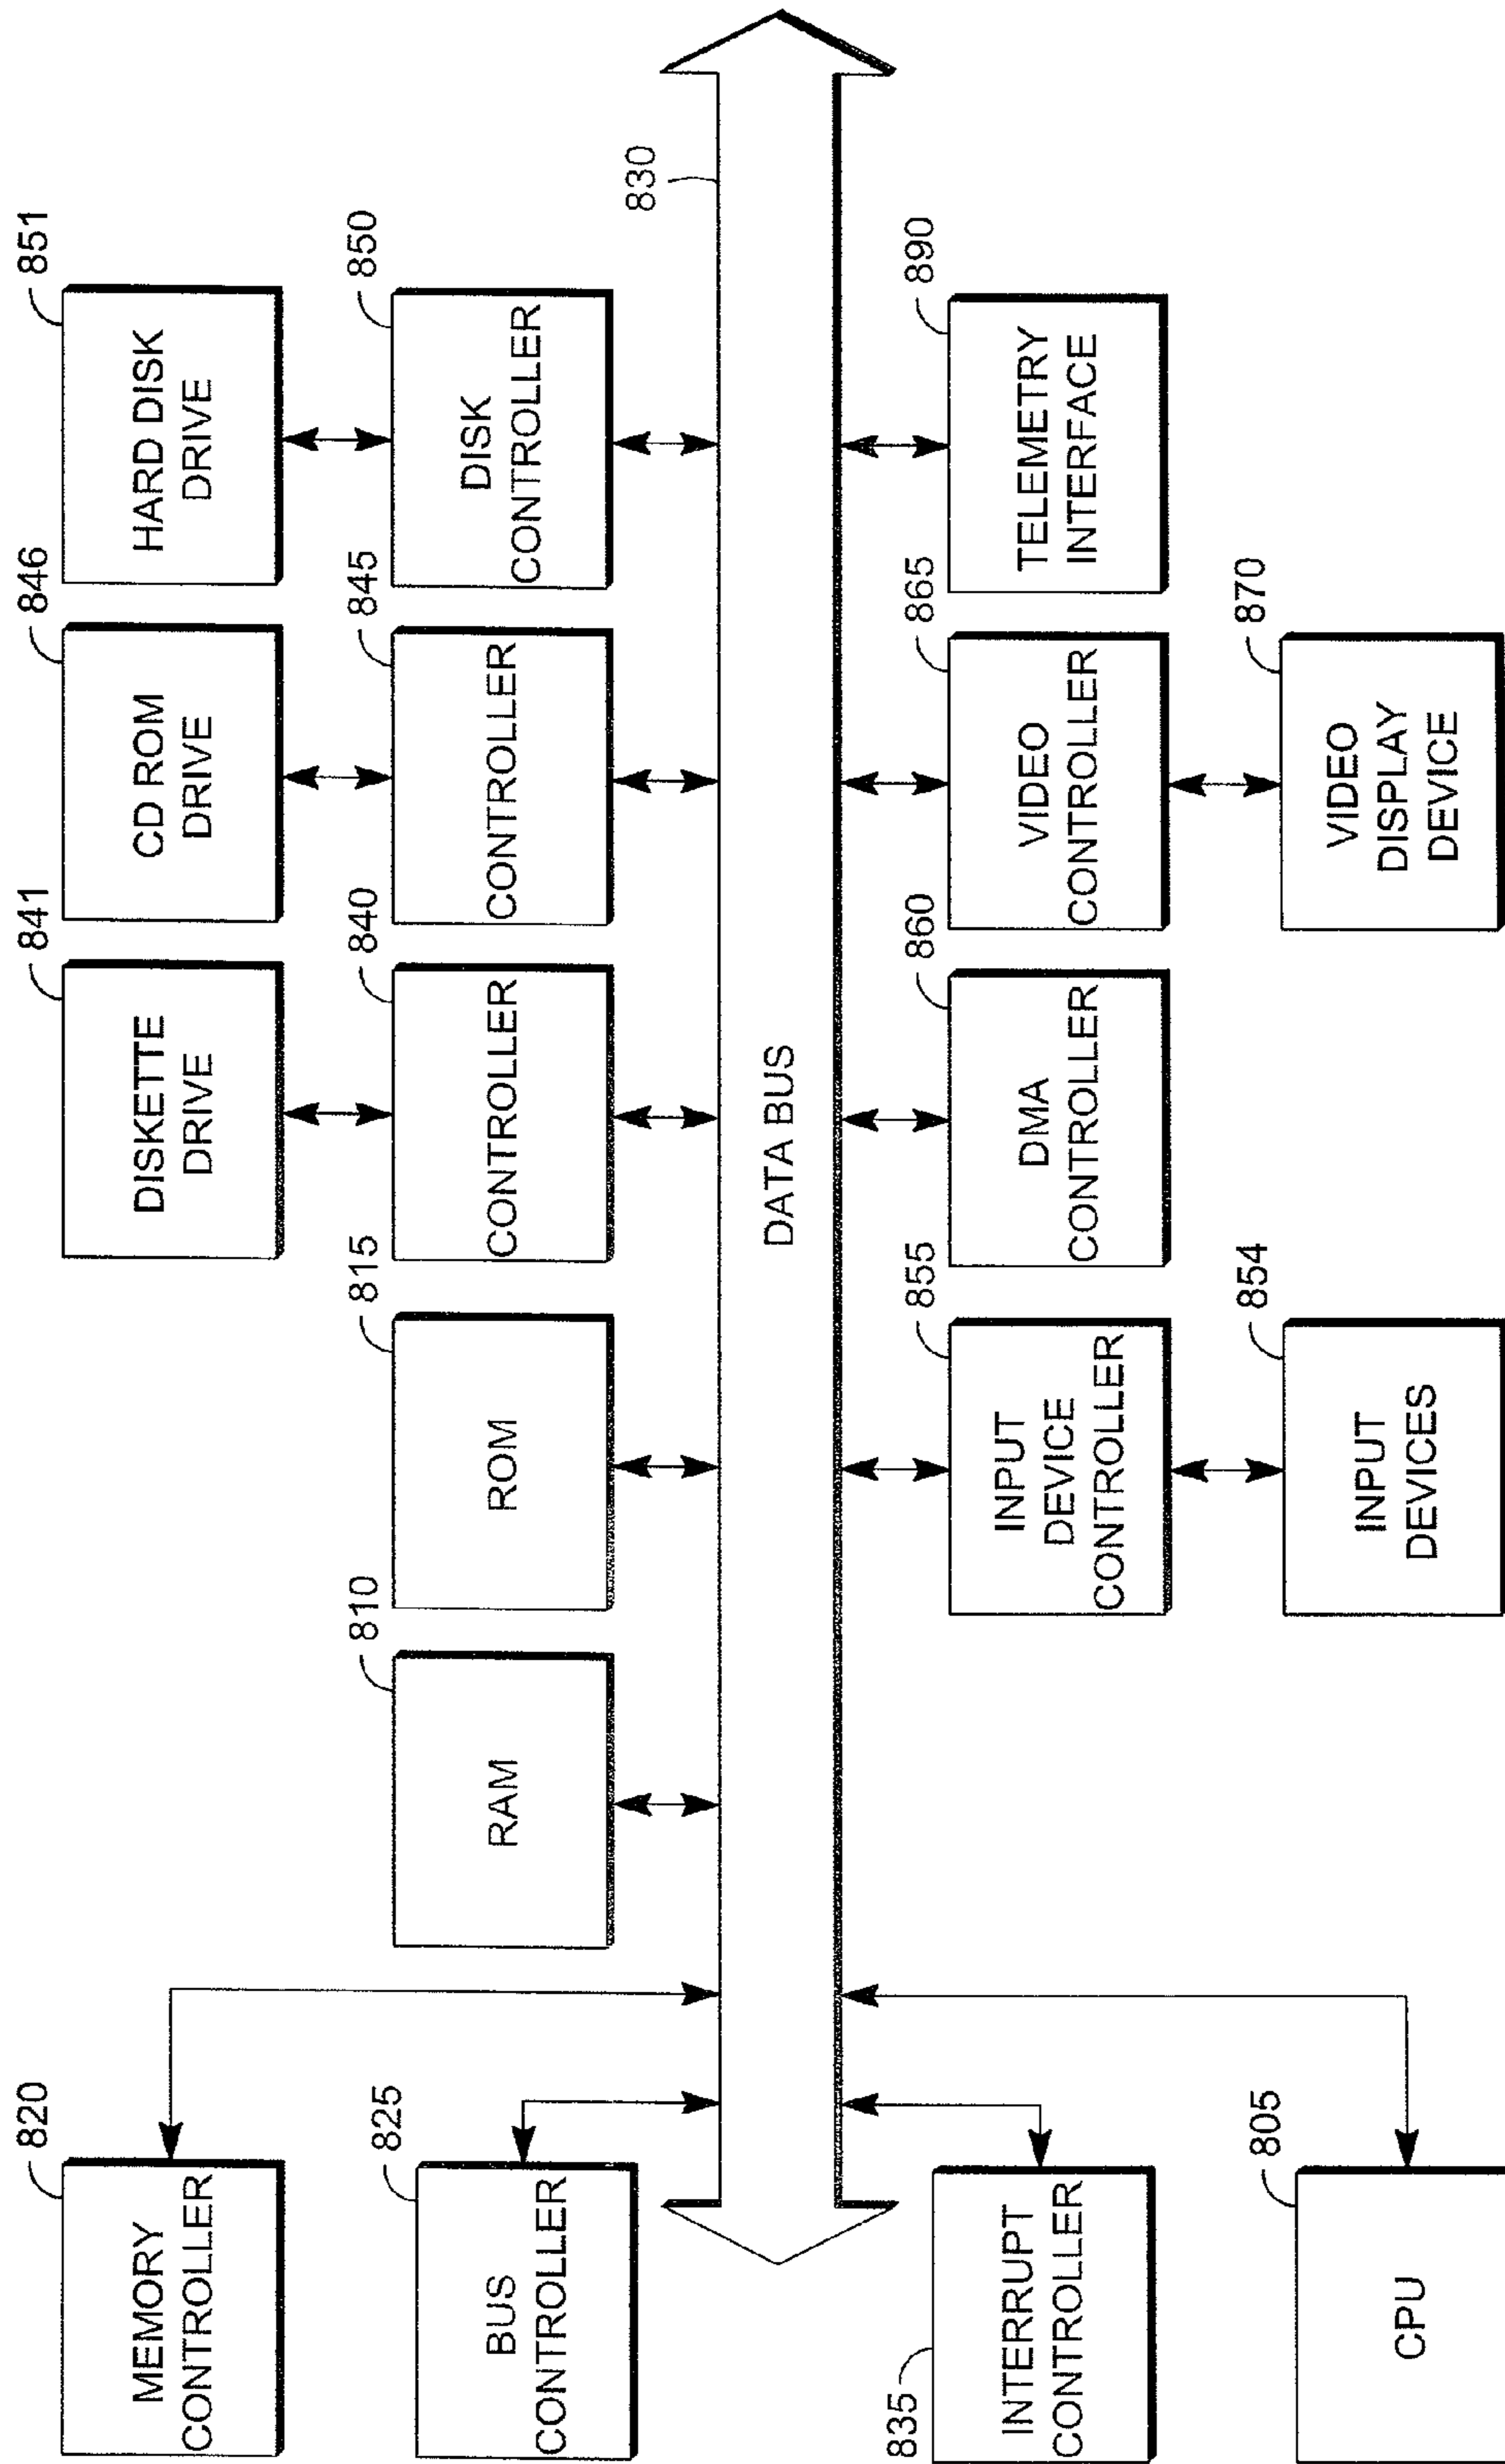 820
MEMORY
CONTROLLER
841
DISKETTE
DRIVE
846
CD ROM
DRIVE
851
HARD DISK
DRIVE
825
BUS
CONTROLLER
810
RAM
815
ROM
840
CONTROLLER
845
CONTROLLER
850
DISK
CONTROLLER
830
DATA BUS
835
INTERRUPT
CONTROLLER
855
INPUT
DEVICE
CONTROLLER
860
DMA
CONTROLLER
865
VIDEO
CONTROLLER
890
TELEMETRY
INTERFACE
805
CPU
854
INPUT
DEVICES
870
VIDEO
DISPLAY
DEVICE